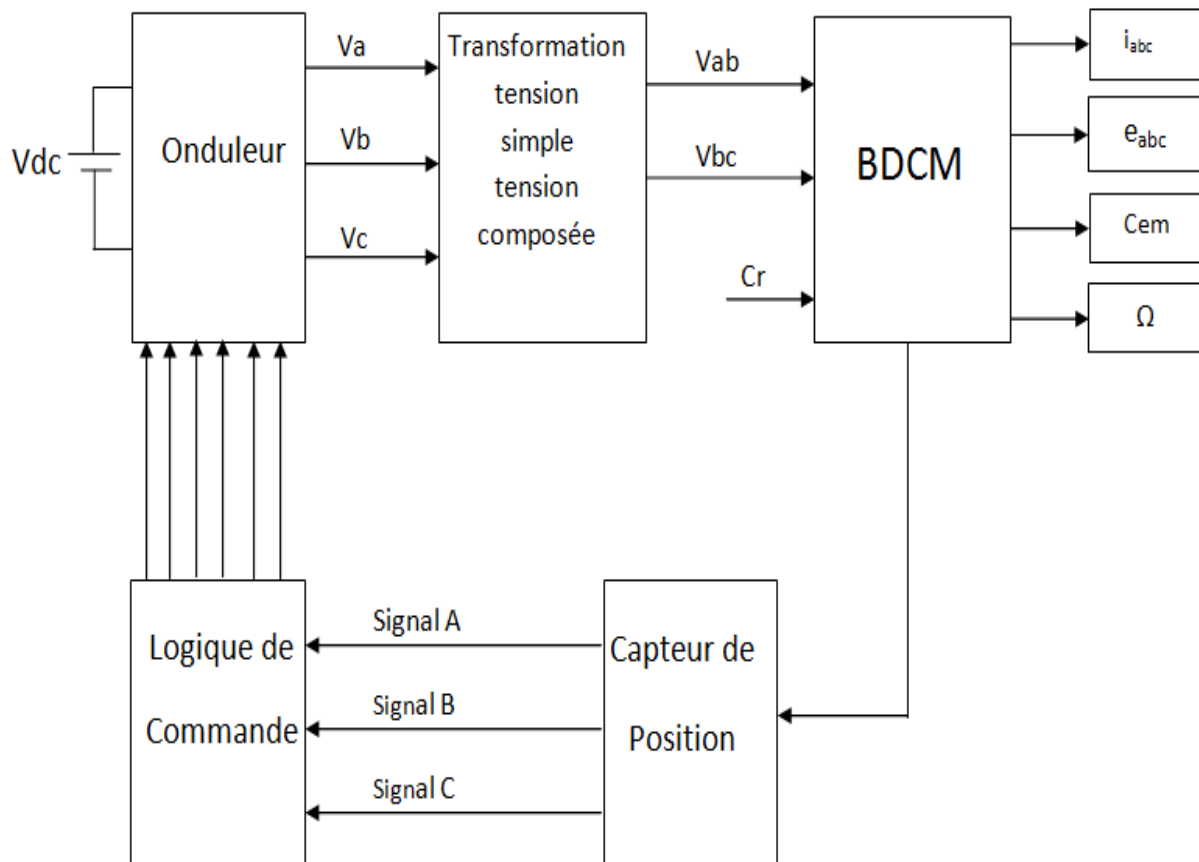 Vdc
Onduleur
Va
Vb
Vc
Transformation
tension
simple
tension
composée
Vab
Vbc
Cr
BDCM
iabc
eabc
Cem
Ω
Logique de
Commande
Signal A
Signal B
Signal C
Capteur de
Position